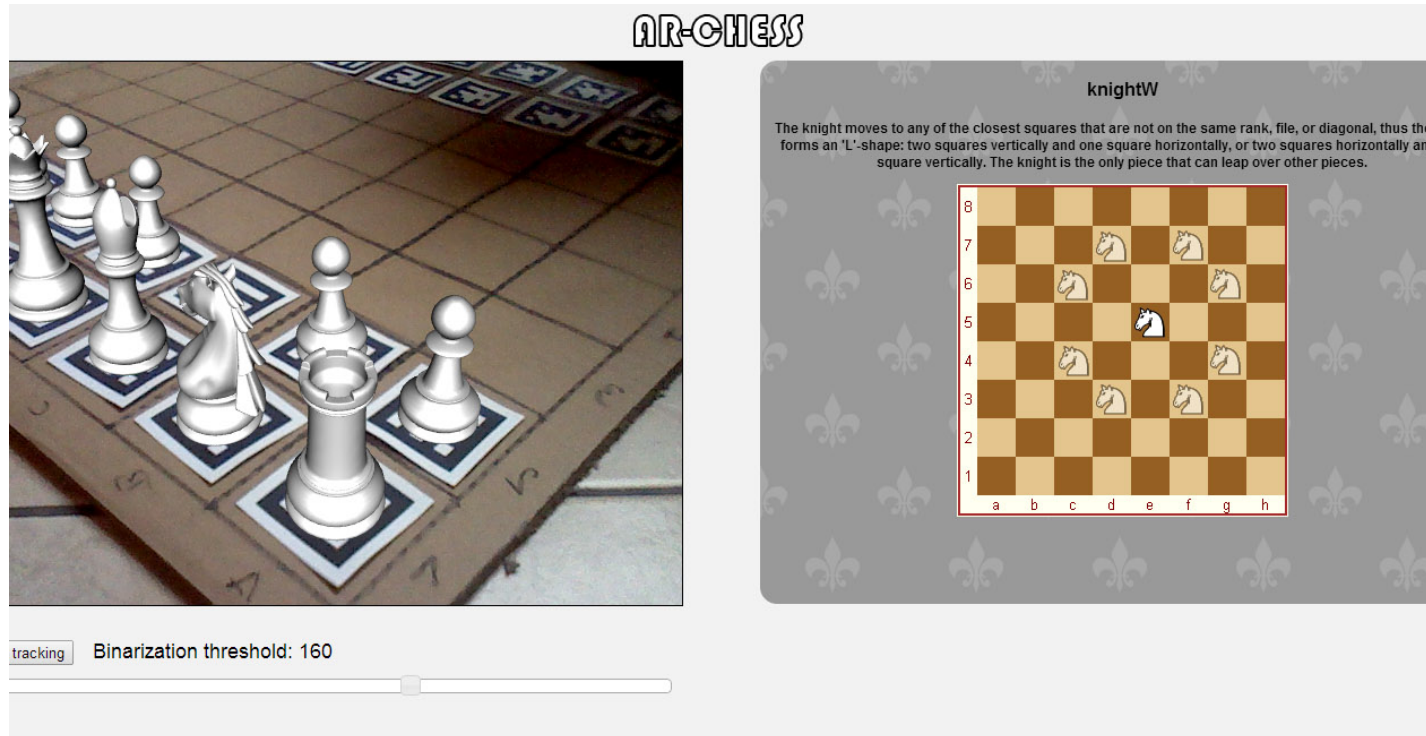 AR-CHESS
knightW
The knight moves to any of the closest squares that are not on the same rank, file, or diagonal, thus the
forms an 'L'-shape: two squares vertically and one square horizontally, or two squares horizontally an
square vertically. The knight is the only piece that can leap over other pieces.
8
7
6
5
4
3
2
1
a b c d e f g h
tracking Binarization threshold: 160